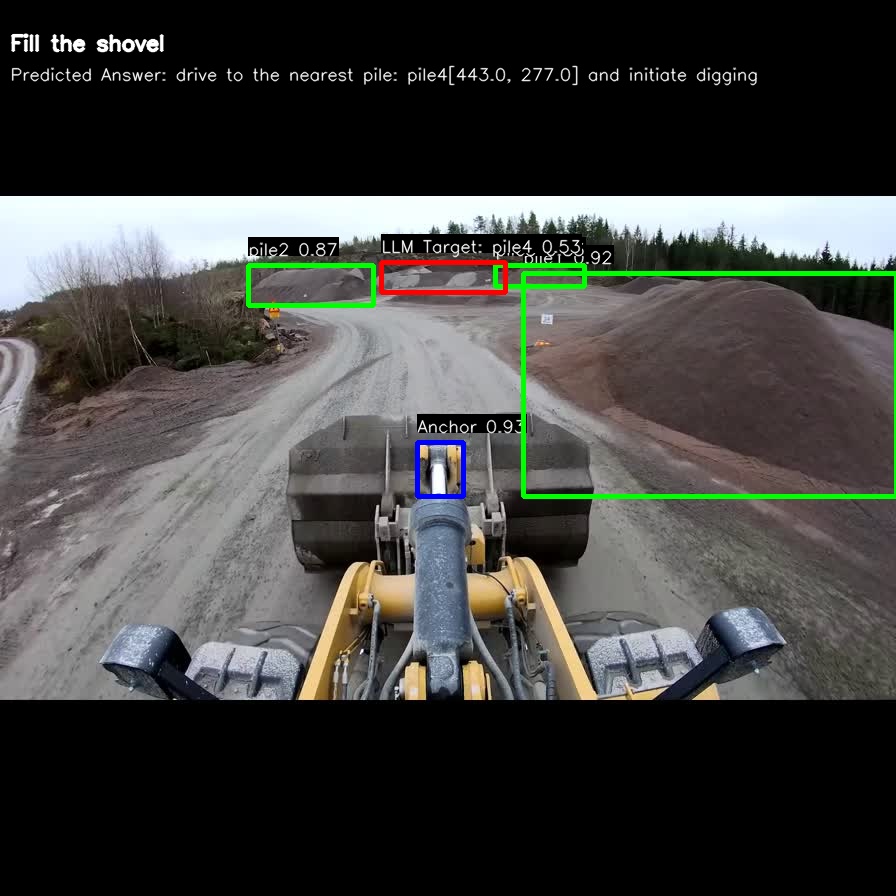 Fill the shovel
Predicted Answer: drive to the nearest pile: pile4[443.0, 277.0] and initiate digging
pile2 0.87
LLM Target: pile4 0.53
pile1 0.92
Anchor 0.93